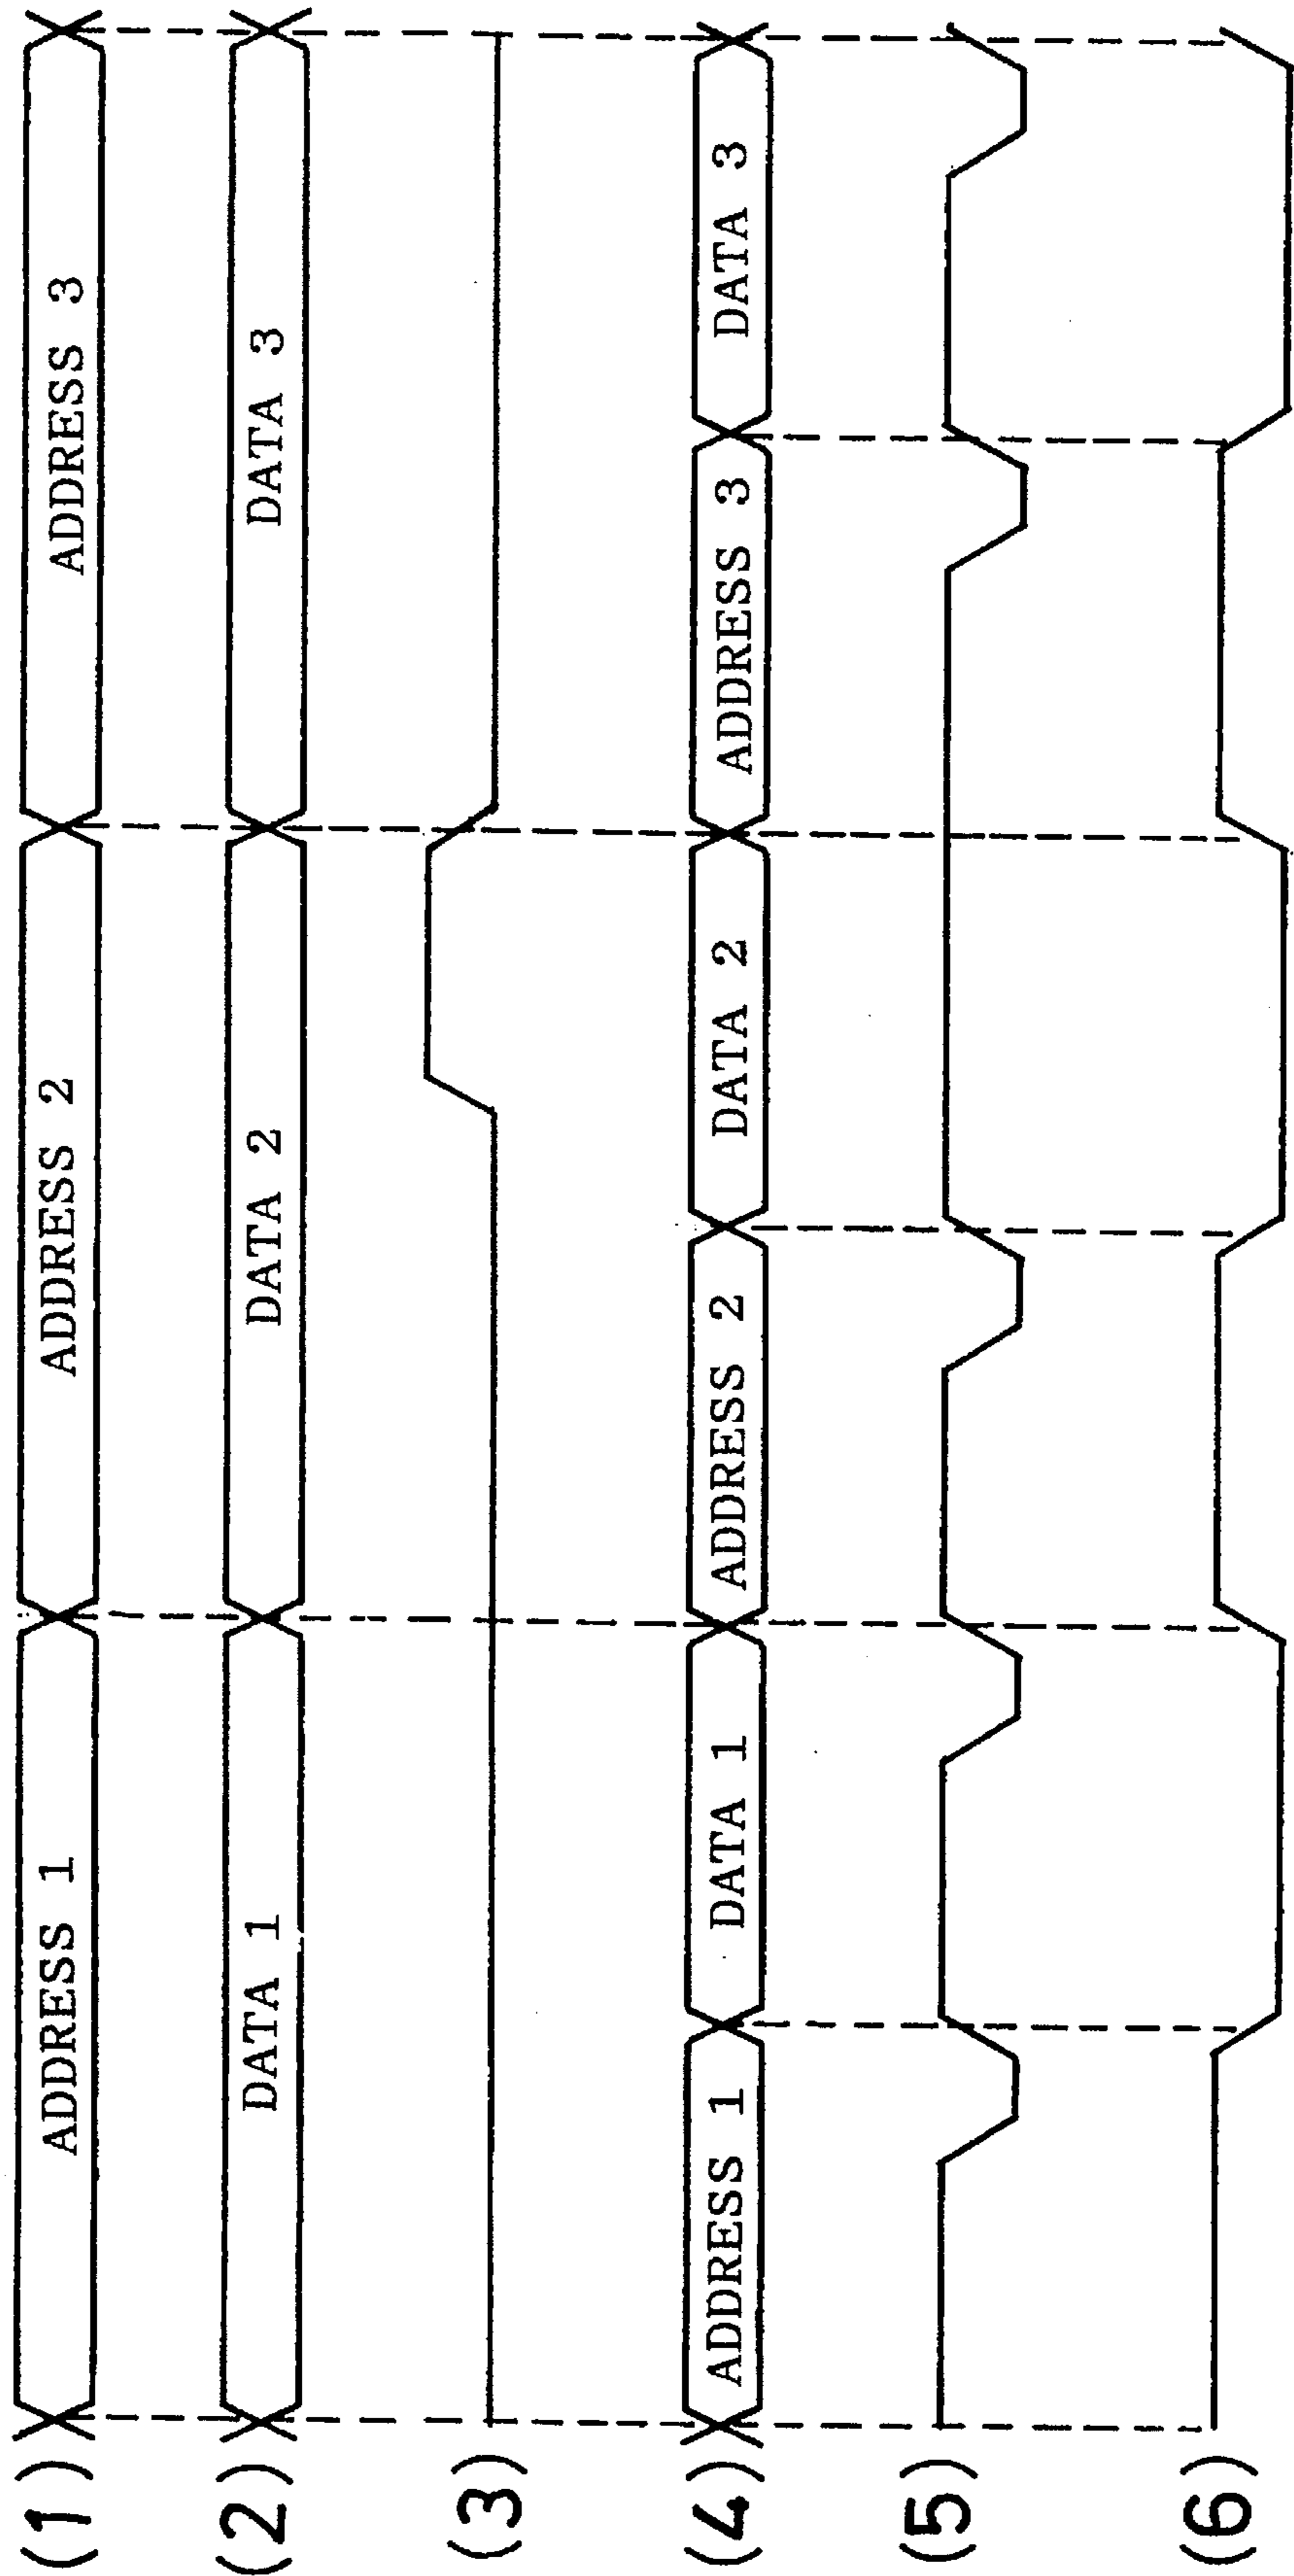 (1) ADDRESS 1 ADDRESS 2 ADDRESS 3
(2) DATA 1 DATA 2 DATA 3
(3)
(4) ADDRESS 1 DATA 1 ADDRESS 2 DATA 2 ADDRESS 3 DATA 3
(5)
(6)